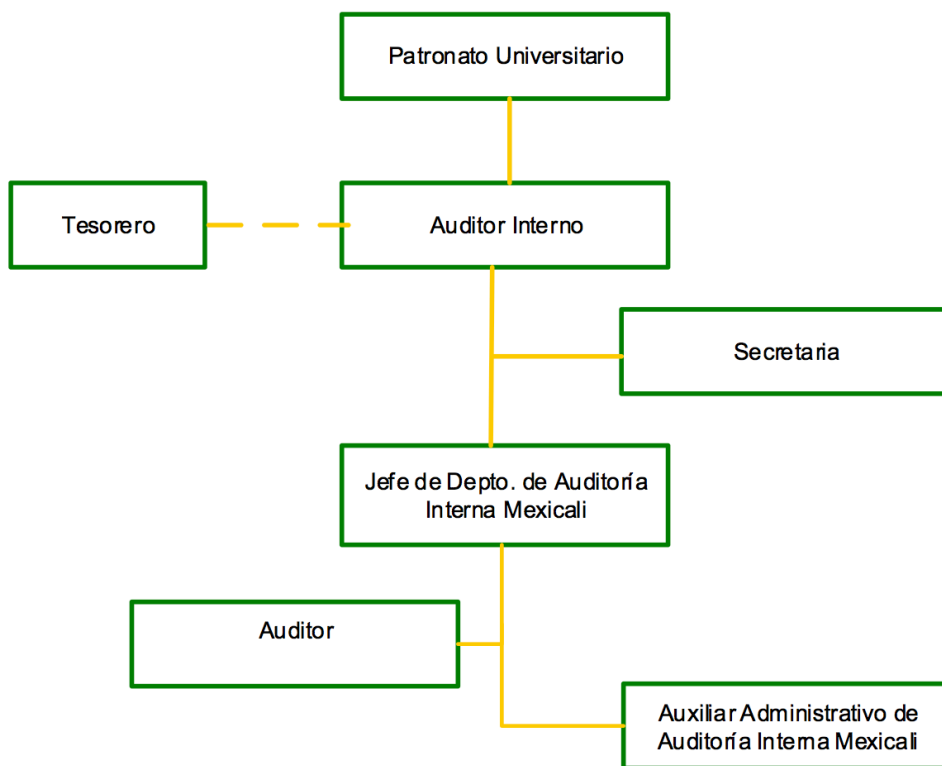 Patronato Universitario
Tesorero
Auditor Interno
Secretaria
Jefe de Depto. de Auditoría
Interna Mexicali
Auditor
Auxiliar Administrativo de
Auditoría Interna Mexicali